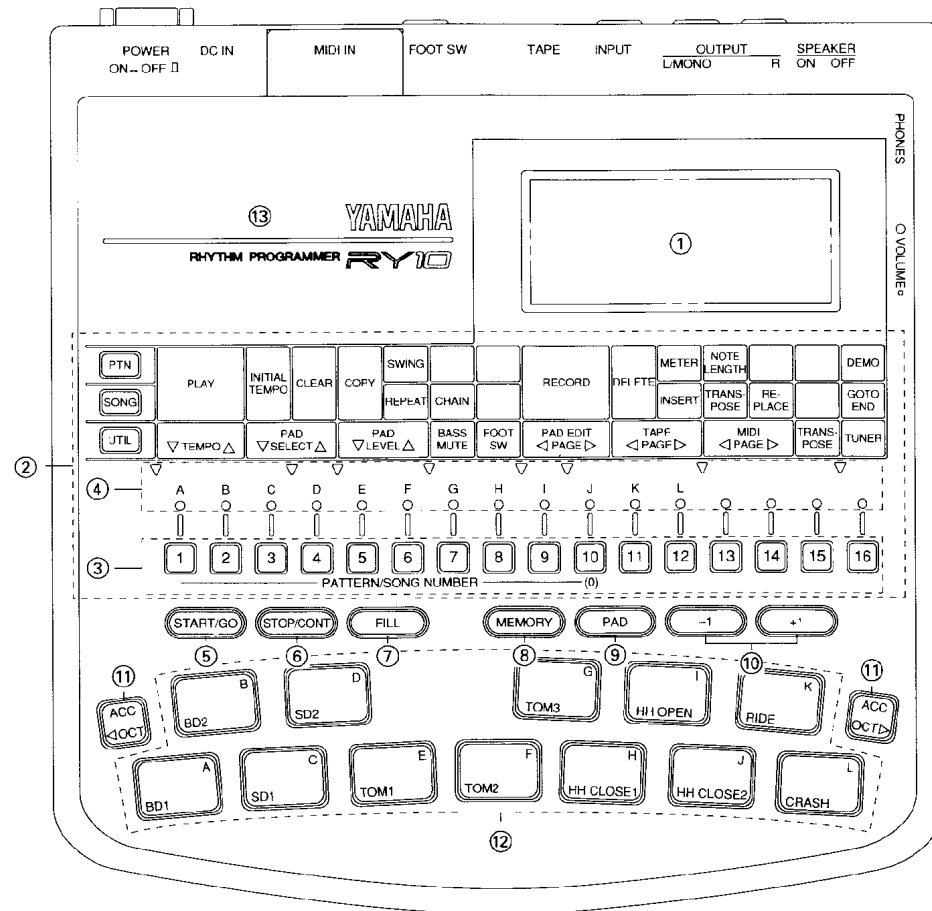 POWER
ON OFF
DC IN
MIDI IN
FOOT SW
TAPE
INPUT
OUTPUT
L/MONO R
SPEAKER
ON OFF
PHONES
VOLUME
⑬
YAMAHA
RHYTHM PROGRAMMER RY10
①
PTN
SONG
UTIL
PLAY
INITIAL
TEMPO
CLEAR
COPY
SWING
REPEAT
CHAIN
RECORD
DELETE
METER
INSERT
NOTE
LENGTH
TRANS-
POSE
RE-
PLACE
DEMO
GOTO
END
▽ TEMPO △
PAD
▽ SELECT △
PAD
▽ LEVEL △
BASS
MUTE
FOOT
SW
PAD EDIT
◁ PAGE ▷
TAPE
◁ PAGE ▷
MIDI
◁ PAGE ▷
TRANS-
POSE
TUNER
②
④
A B C D E F G H I J K L
③
1 2 3 4 5 6 7 8 9 10 11 12 13 14 15 16
PATTERN/SONG NUMBER (0)
START/GO STOP/CONT FILL MEMORY PAD −1 +1
⑤ ⑥ ⑦ ⑧ ⑨ ⑩
⑪
ACC
◁OCT
B
BD2
D
SD2
G
TOM3
I
HH OPEN
K
RIDE
⑪
ACC
OCT▷
A
BD1
C
SD1
E
TOM1
F
TOM2
H
HH CLOSE1
J
HH CLOSE2
L
CRASH
⑫